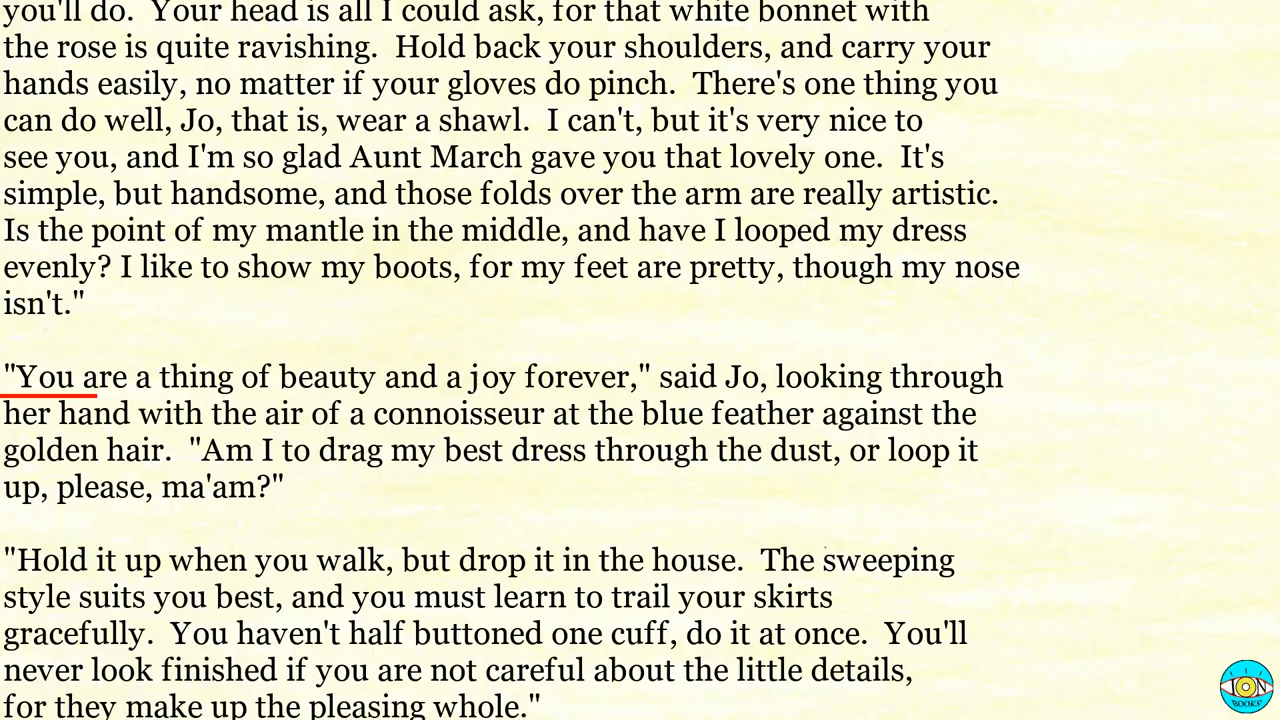 you'll do.  Your head is all I could ask, for that white bonnet with
the rose is quite ravishing.  Hold back your shoulders, and carry your
hands easily, no matter if your gloves do pinch.  There's one thing you
can do well, Jo, that is, wear a shawl.  I can't, but it's very nice to
see you, and I'm so glad Aunt March gave you that lovely one.  It's
simple, but handsome, and those folds over the arm are really artistic.
Is the point of my mantle in the middle, and have I looped my dress
evenly? I like to show my boots, for my feet are pretty, though my nose
isn't."
"You are a thing of beauty and a joy forever," said Jo, looking through
her hand with the air of a connoisseur at the blue feather against the
golden hair.  "Am I to drag my best dress through the dust, or loop it
up, please, ma'am?"
"Hold it up when you walk, but drop it in the house.  The sweeping
style suits you best, and you must learn to trail your skirts
gracefully.  You haven't half buttoned one cuff, do it at once.  You'll
never look finished if you are not careful about the little details,
for they make up the pleasing whole."
ION
BOOKS